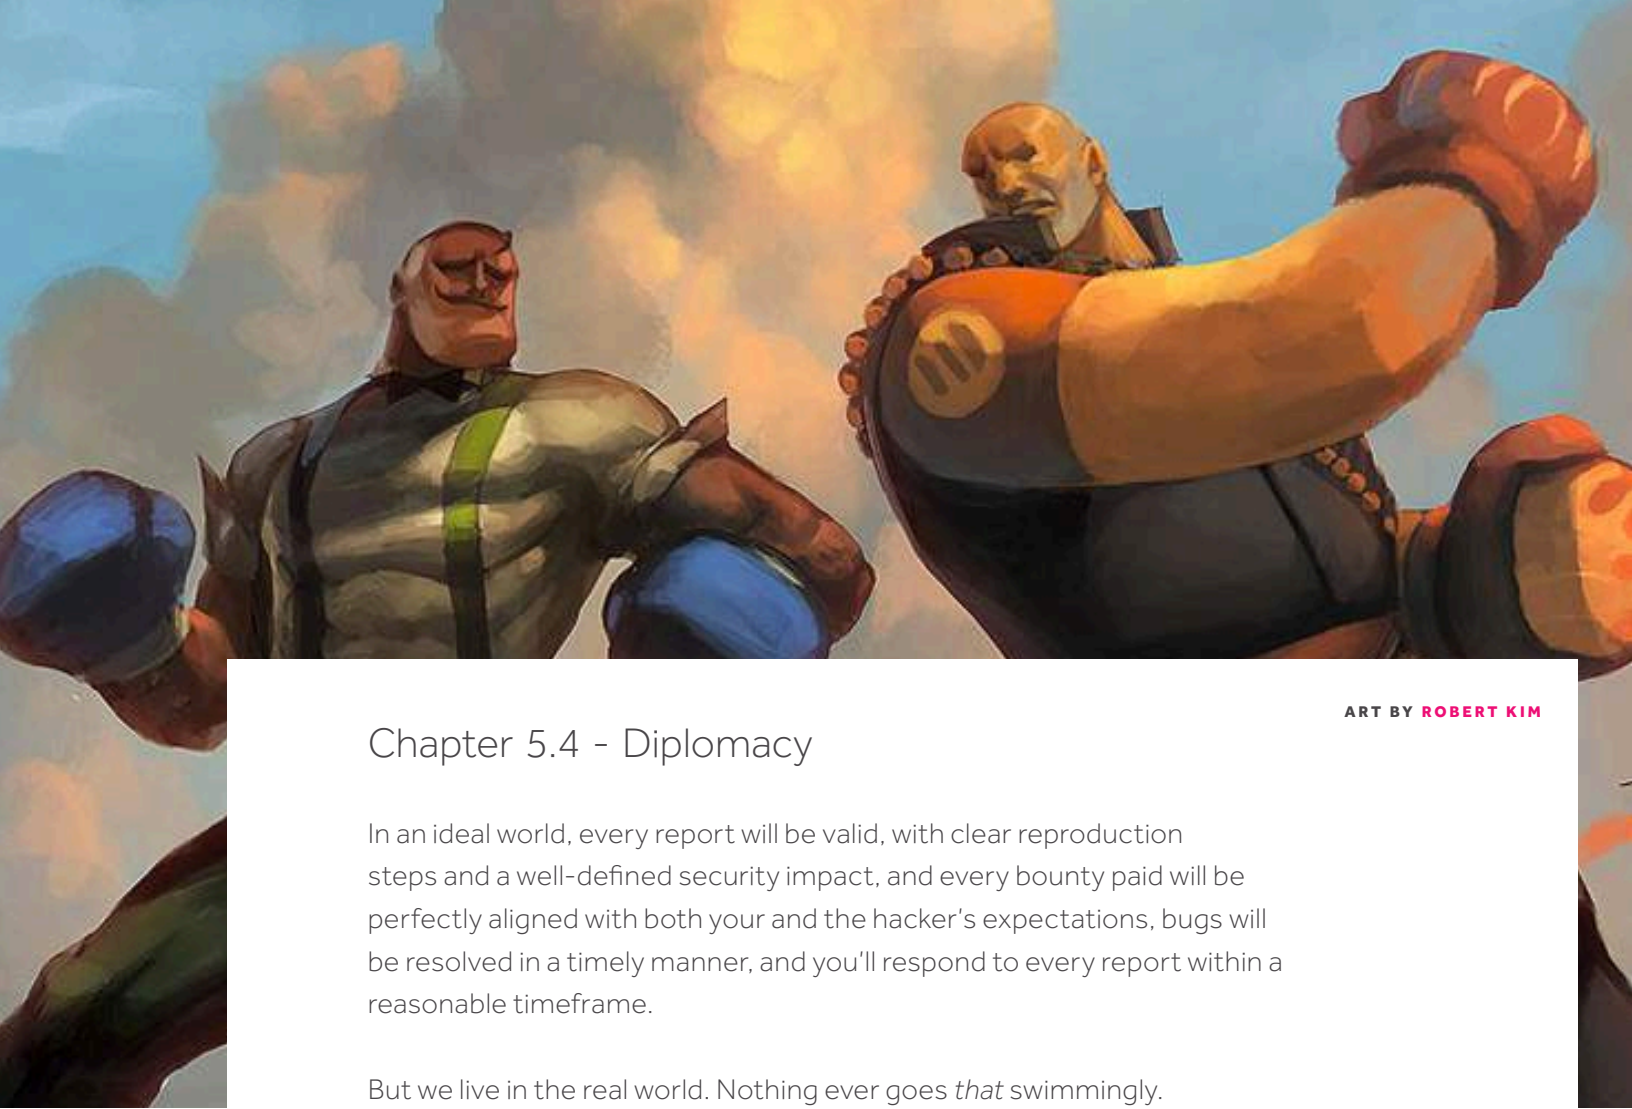 ART BY ROBERT KIM
Chapter 5.4 - Diplomacy
In an ideal world, every report will be valid, with clear reproduction
steps and a well-defined security impact, and every bounty paid will be
perfectly aligned with both your and the hacker's expectations, bugs will
be resolved in a timely manner, and you'll respond to every report within a
reasonable timeframe.
But we live in the real world. Nothing ever goes that swimmingly.